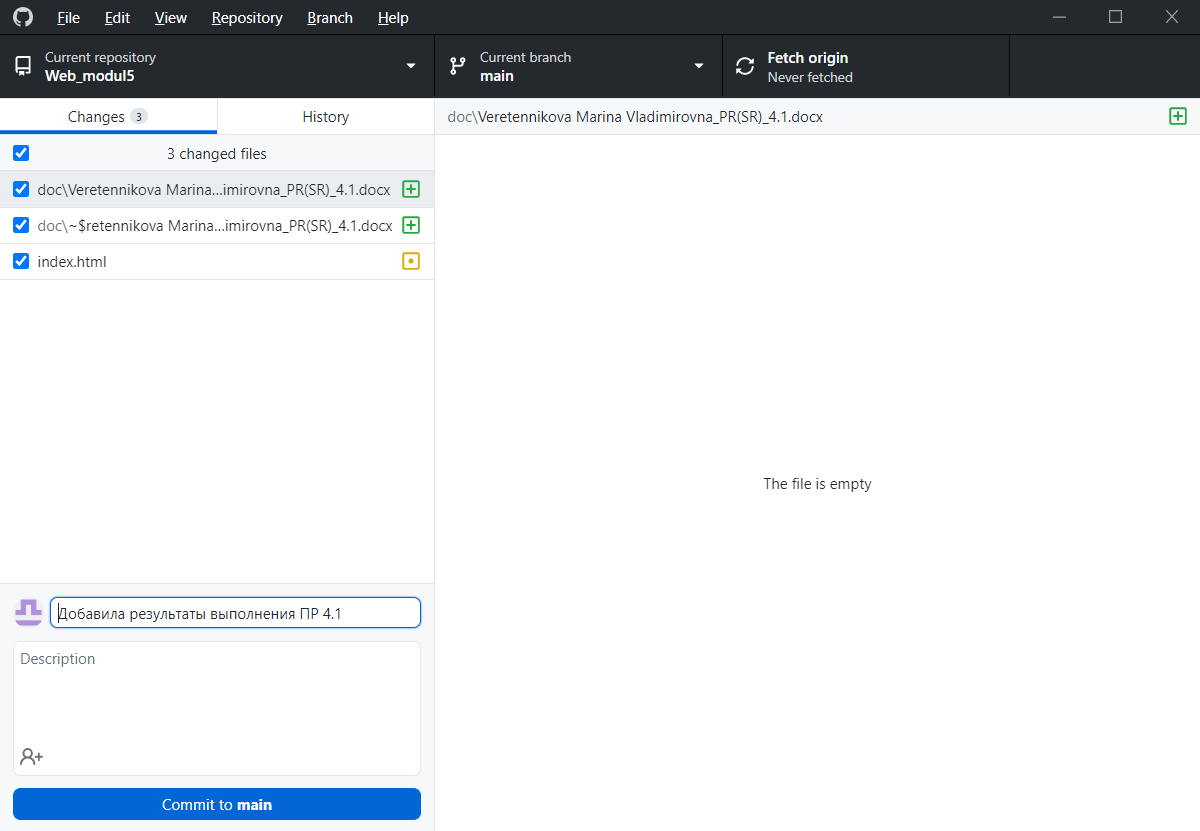 File Edit View Repository Branch Help
Current repository
Web_modul5
Current branch
main
Fetch origin
Never fetched
Changes 3
History
doc\Veretennikova Marina Vladimirovna_PR(SR)_4.1.docx
3 changed files
doc\Veretennikova Marina...imirovna_PR(SR)_4.1.docx
doc\~$retennikova Marina...imirovna_PR(SR)_4.1.docx
index.html
The file is empty
Добавила результаты выполнения ПР 4.1
Description
Commit to main